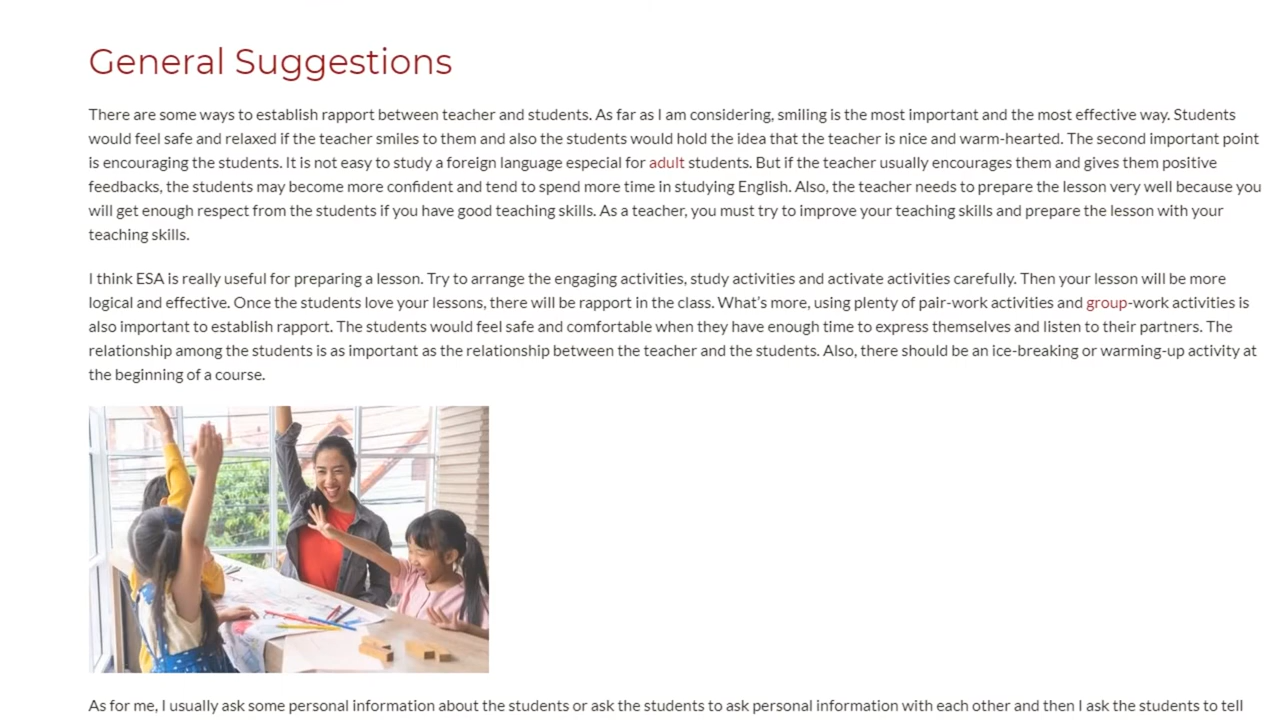 General Suggestions
There are some ways to establish rapport between teacher and students. As far as I am considering, smiling is the most important and the most effective way. Students
would feel safe and relaxed if the teacher smiles to them and also the students would hold the idea that the teacher is nice and warm-hearted. The second important point
is encouraging the students. It is not easy to study a foreign language especial for adult students. But if the teacher usually encourages them and gives them positive
feedbacks, the students may become more confident and tend to spend more time in studying English. Also, the teacher needs to prepare the lesson very well because you
will get enough respect from the students if you have good teaching skills. As a teacher, you must try to improve your teaching skills and prepare the lesson with your
teaching skills.
I think ESA is really useful for preparing a lesson. Try to arrange the engaging activities, study activities and activate activities carefully. Then your lesson will be more
logical and effective. Once the students love your lessons, there will be rapport in the class. What's more, using plenty of pair-work activities and group-work activities is
also important to establish rapport. The students would feel safe and comfortable when they have enough time to express themselves and listen to their partners. The
relationship among the students is as important as the relationship between the teacher and the students. Also, there should be an ice-breaking or warming-up activity at
the beginning of a course.
As for me, I usually ask some personal information about the students or ask the students to ask personal information with each other and then I ask the students to tell